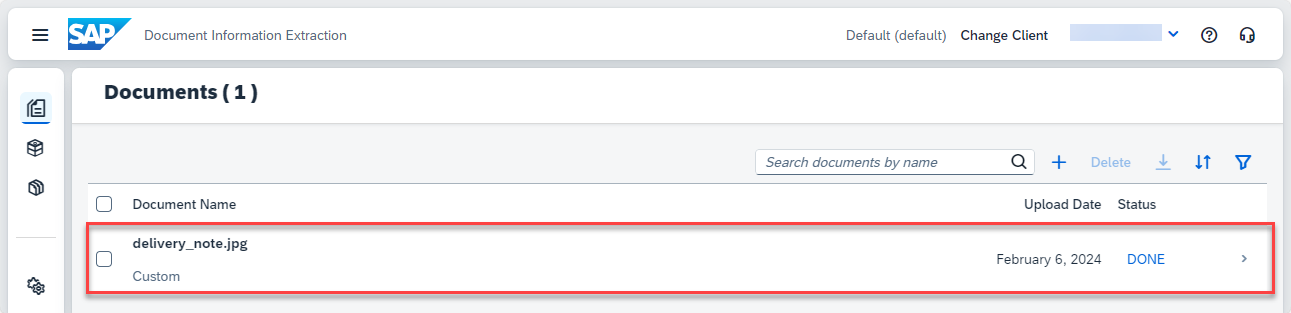 SAP Document Information Extraction Default (default) Change Client
Documents ( 1 )
Search documents by name Delete
Document Name Upload Date Status
delivery_note.jpg
February 6, 2024 DONE
Custom